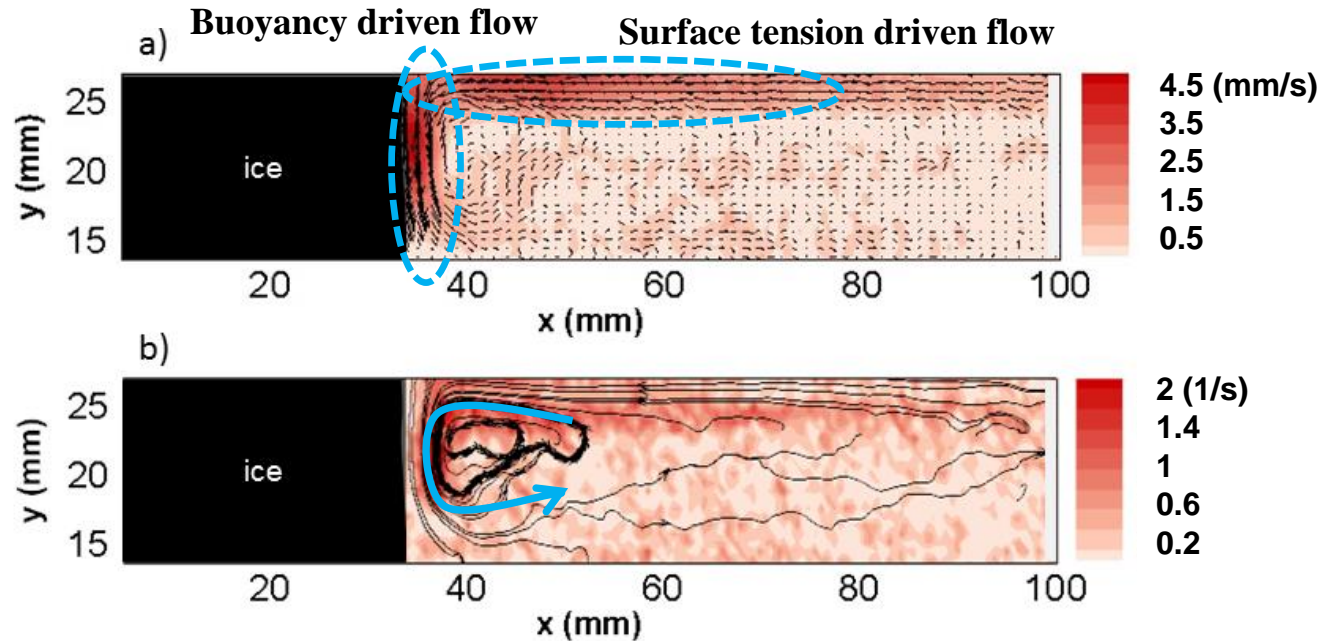 Buoyancy driven flow
Surface tension driven flow
a)
25
20
15
y (mm)
ice
20
40
60
80
100
x (mm)
4.5 (mm/s)
3.5
2.5
1.5
0.5
b)
25
20
15
y (mm)
ice
20
40
60
80
100
x (mm)
2 (1/s)
1.4
1
0.6
0.2